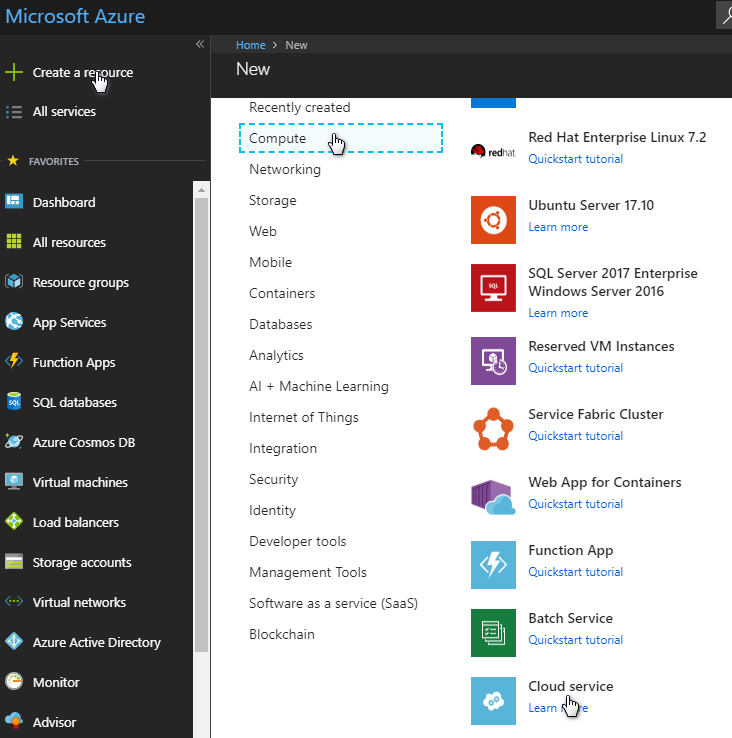 Microsoft Azure
«
Create a resource
All services
FAVORITES
Dashboard
All resources
Resource groups
App Services
Function Apps
SQL databases
Azure Cosmos DB
Virtual machines
Load balancers
Storage accounts
Virtual networks
Azure Active Directory
Monitor
Advisor
Home > New
New
Recently created
Compute
Networking
Storage
Web
Mobile
Containers
Databases
Analytics
AI + Machine Learning
Internet of Things
Integration
Security
Identity
Developer tools
Management Tools
Software as a service (SaaS)
Blockchain
redhat
Red Hat Enterprise Linux 7.2
Quickstart tutorial
Ubuntu Server 17.10
Learn more
SQL
SQL Server 2017 Enterprise
Windows Server 2016
Learn more
Reserved VM Instances
Quickstart tutorial
Service Fabric Cluster
Quickstart tutorial
Web App for Containers
Quickstart tutorial
Function App
Quickstart tutorial
Batch Service
Quickstart tutorial
Cloud service
Learn more